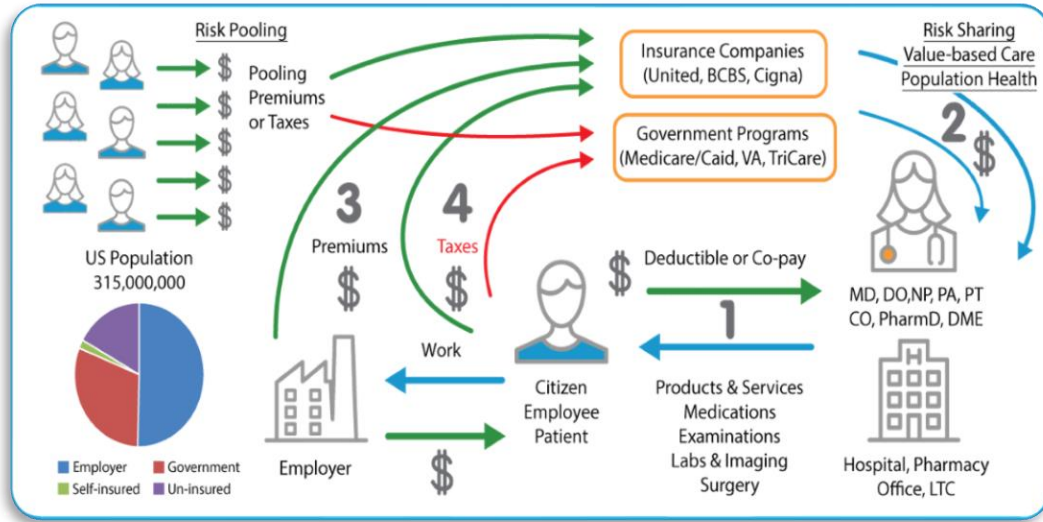 Risk Pooling
$
$
$
$
$
Pooling
Premiums
or Taxes
Insurance Companies
(United, BCBS, Cigna)
Government Programs
(Medicare/Caid, VA, TriCare)
Risk Sharing
Value-based Care
Population Health
2
$
3
Premiums
$
4
Taxes
$
US Population
315,000,000
Employer
Government
Self-insured
Un-insured
Employer
Work
$
Citizen
Employee
Patient
$
Deductible or Co-pay
1
Products & Services
Medications
Examinations
Labs & Imaging
Surgery
MD, DO,NP, PA, PT
CO, PharmD, DME
H
Hospital, Pharmacy
Office, LTC